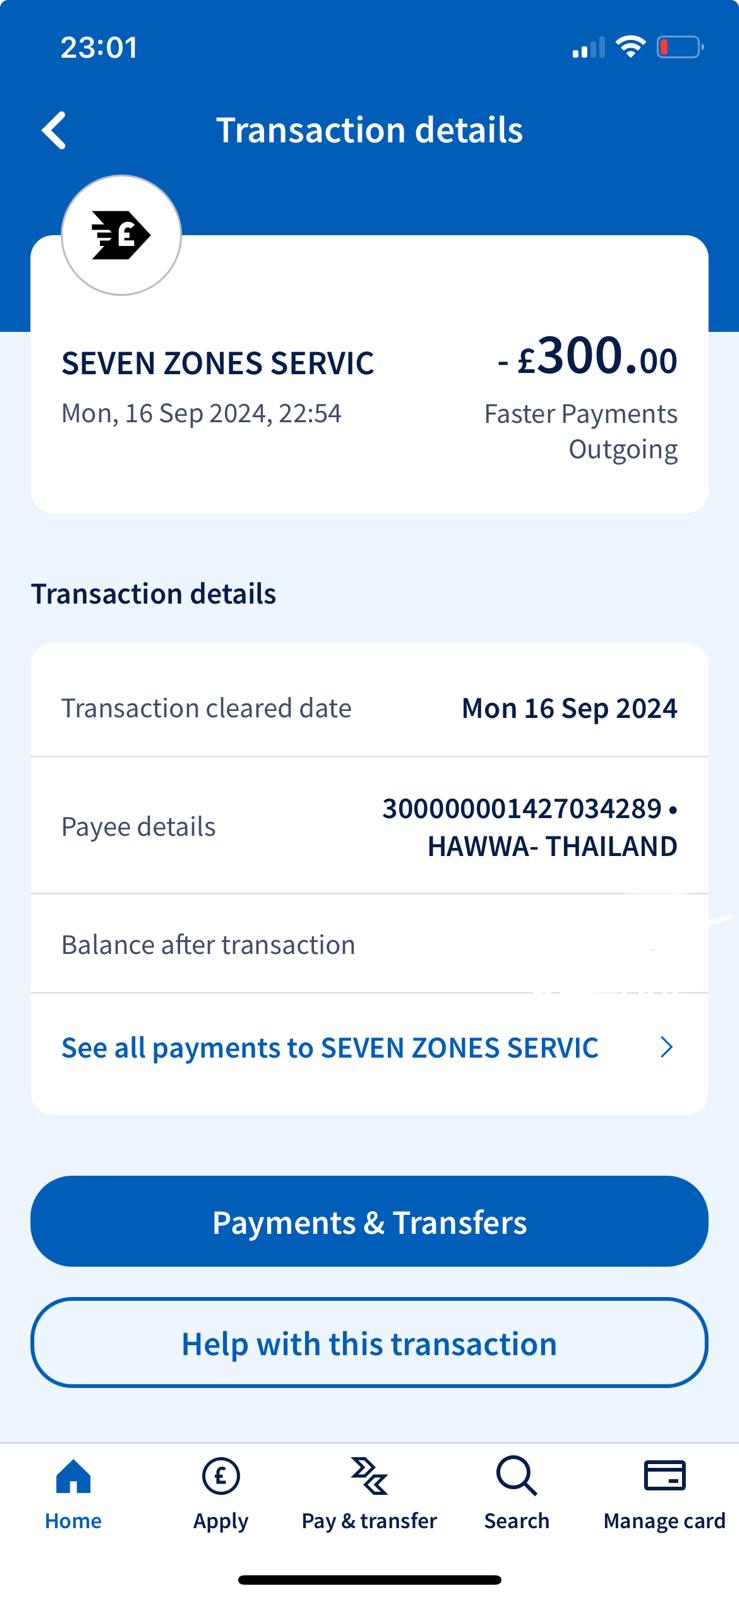 23:01
Transaction details
£
SEVEN ZONES SERVIC
- £300.00
Mon, 16 Sep 2024, 22:54
Faster Payments
Outgoing
Transaction details
Transaction cleared date
Mon 16 Sep 2024
Payee details
300000001427034289 •
HAWWA- THAILAND
Balance after transaction
See all payments to SEVEN ZONES SERVIC
Payments & Transfers
Help with this transaction
£
Home
Apply
Pay & transfer
Search
Manage card